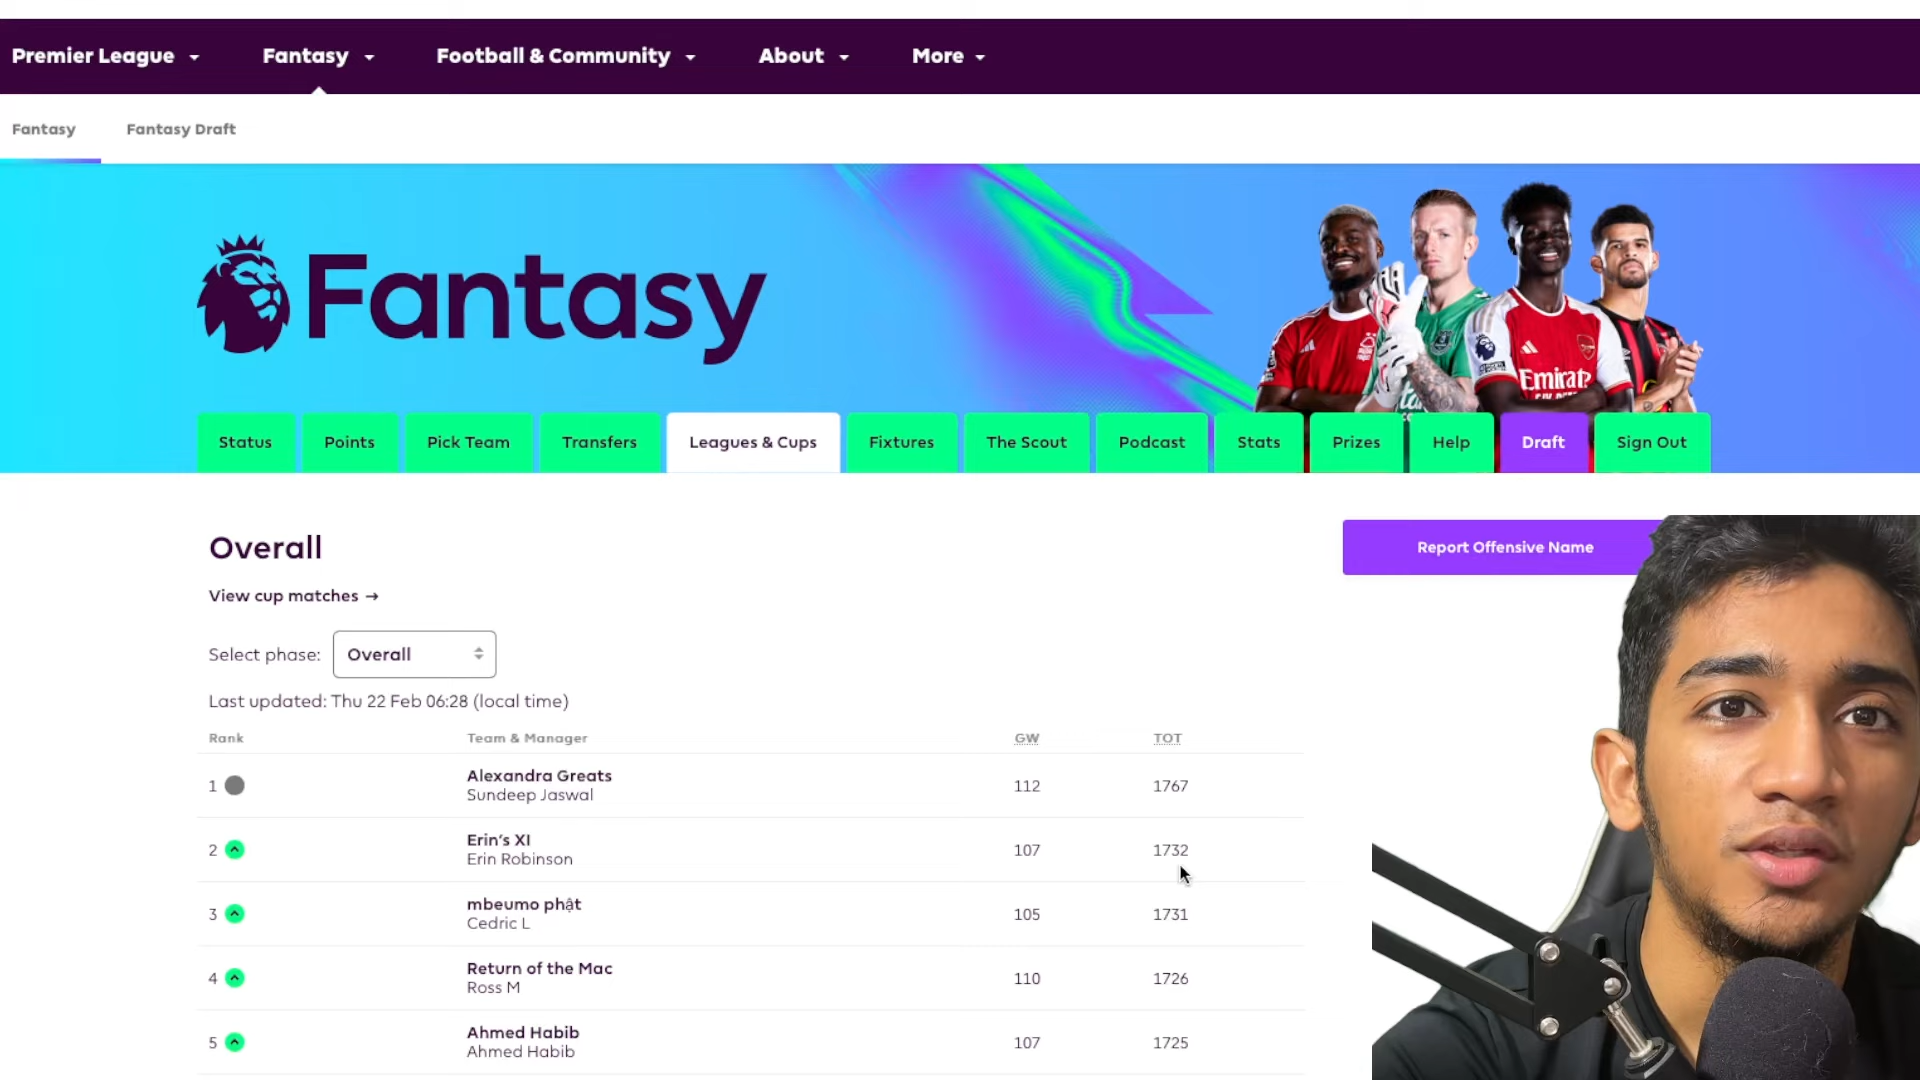 Premier League
Fantasy
Football & Community
About
More
Fantasy
Fantasy Draft
Fantasy
Emirates
Status
Points
Pick Team
Transfers
Leagues & Cups
Fixtures
The Scout
Podcast
Stats
Prizes
Help
Draft
Sign Out
Overall
Report Offensive Name
View cup matches →
Select phase: Overall
Last updated: Thu 22 Feb 06:28 (local time)
Rank Team & Manager GW TOT
1 Alexandra Greats 112 1767
Sundeep Jaswal
2 Erin's XI 107 1732
Erin Robinson
3 mbeumo phật 105 1731
Cedric L
4 Return of the Mac 110 1726
Ross M
5 Ahmed Habib 107 1725
Ahmed Habib